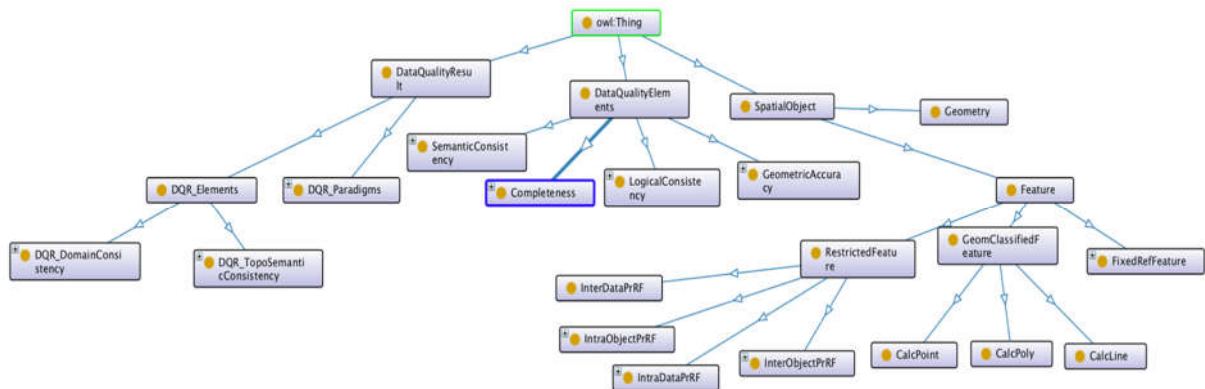 owl:Thing
DataQualityResu
lt
DataQualityElem
ents
SpatialObject
Geometry
SemanticConsist
ency
Completeness
LogicalConsiste
ncy
GeometricAccura
cy
DQR_Elements
DQR_Paradigms
Feature
DQR_DomainConsi
stency
DQR_TopoSemanti
cConsistency
RestrictedFeatu
re
GeomClassifiedF
eature
FixedRefFeature
InterDataPrRF
IntraObjectPrRF
IntraDataPrRF
InterObjectPrRF
CalcPoint
CalcPoly
CalcLine